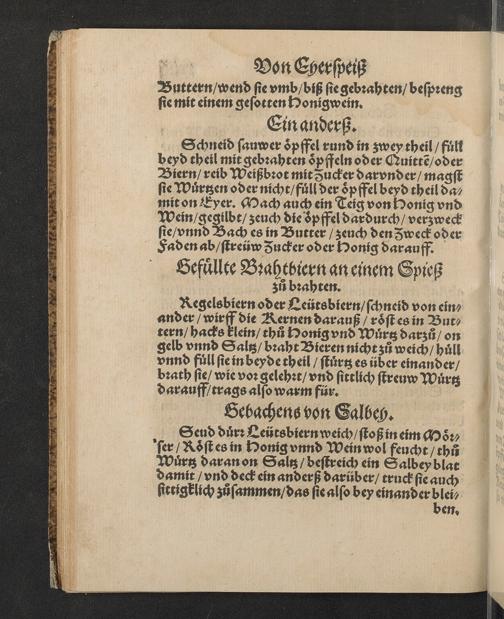 Von Eyerspeiß
Buttern/wend sie vmb/biß sie gebrahten/bespreng
sie mit einem gesotten Honigwein.
Ein anderß.
Schneid sauwer öpffel rund in zwey theil/füll
beyd theil mit gebrahten öpffeln oder Quittē/oder
Biern/reib Weißbrot mit Zucker darvnder/magst
sie Würtzen oder nicht/füll der öpffel beyd theil da-
mit on Eyer. Mach auch ein Teig von Honig vnd
Wein/gegilbt/zeuch die öpffel dardurch/verzweck
sie/vnnd Bach es in Butter/zeuch den Zweck oder
Faden ab/streüw Zucker oder Honig darauff.
Gefüllte Brahtbiern an einem Spieß
zů brahten.
Regelsbiern oder Leütsbiern/schneid von ein-
ander/wirff die Kernen darauß/röst es in But-
tern/hacks klein/thů Honig vnd Würtz darzů/on
gelb vnnd Saltz/braht Bieren nicht zů weich/hüll
vnnd füll sie in beyde theil/stürtz es über einander/
brath sie/wie vor gelehrt/vnd sittlich streuw Würtz
darauff/trags also warm für.
Gebachens von Salbey.
Seud dürr Leütsbiern weich/stoß in eim Mör-
ser/Röst es in Honig vnnd Wein wol feucht/thů
Würtz daran on Saltz/bestreich ein Salbey blat
damit/vnd deck ein anderß darüber/truck sie auch
sittigklich zůsammen/das sie also bey einander blei-
ben.